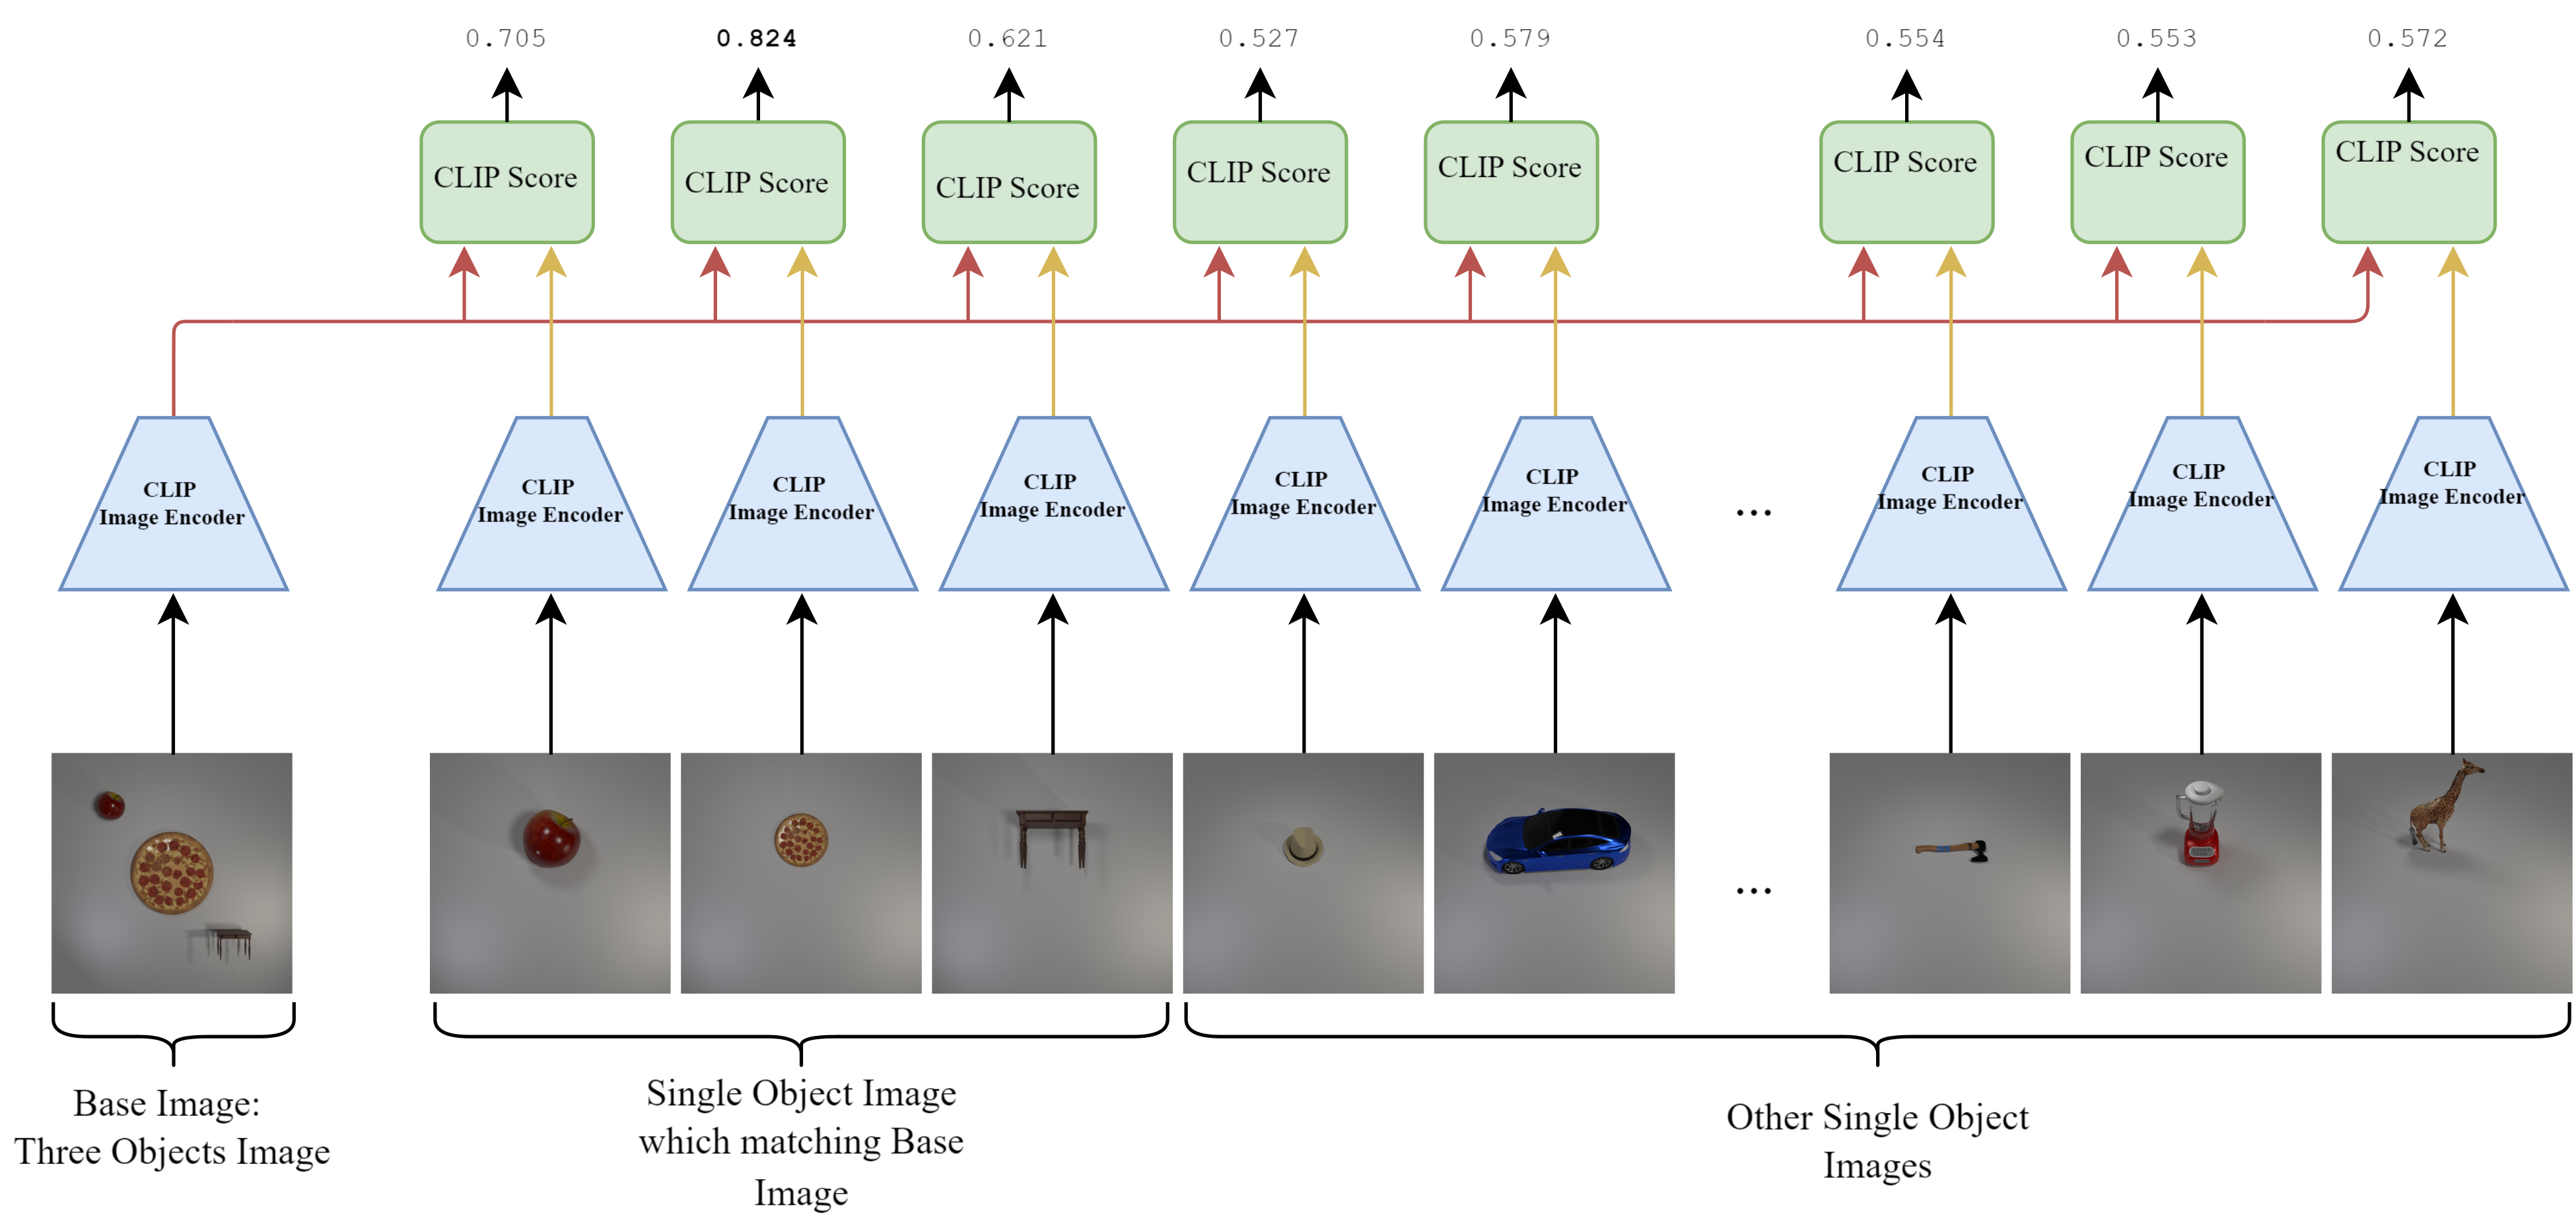 0.705 0.824 0.621 0.527 0.579 0.554 0.553 0.572
CLIP Score CLIP Score CLIP Score CLIP Score CLIP Score CLIP Score CLIP Score CLIP Score
CLIP CLIP CLIP CLIP CLIP CLIP CLIP CLIP CLIP
Image Encoder Image Encoder Image Encoder Image Encoder Image Encoder Image Encoder Image Encoder Image Encoder Image Encoder
...
...
Base Image:
Three Objects Image
Single Object Image
which matching Base
Image
Other Single Object
Images